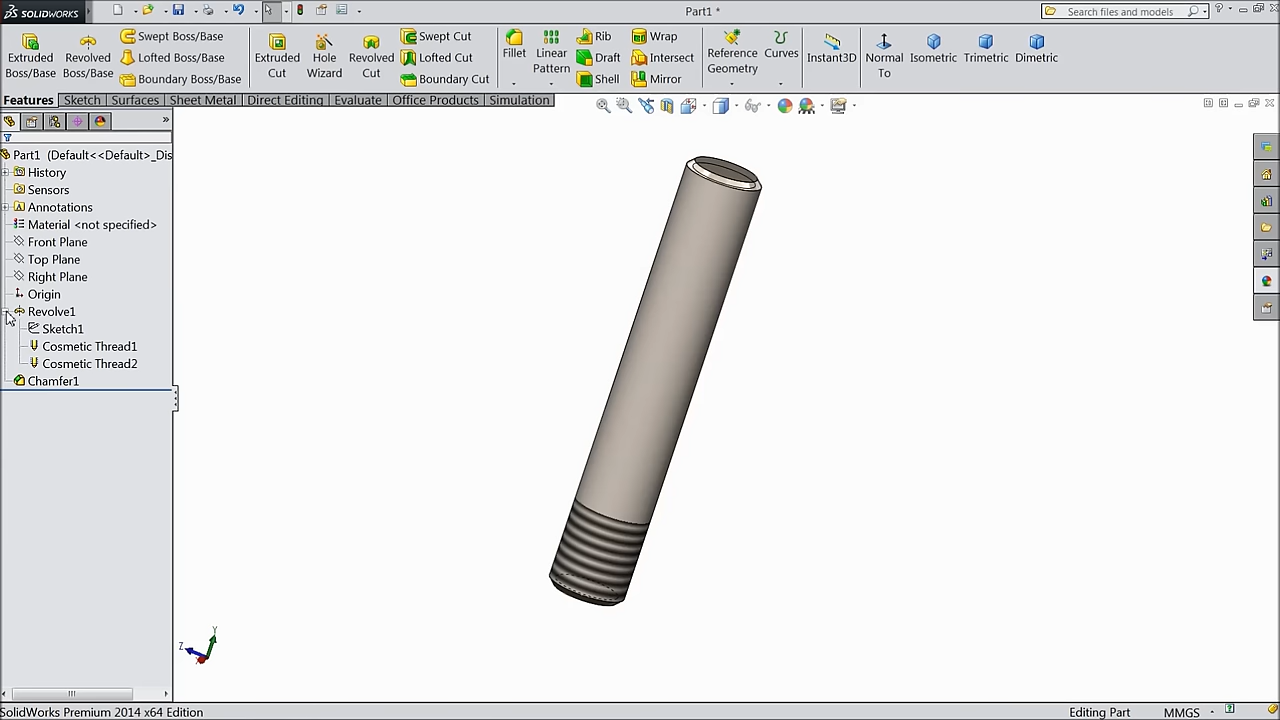 SOLIDWORKS
Part1 *
Search files and models
Extruded Boss/Base
Revolved Boss/Base
Swept Boss/Base
Lofted Boss/Base
Boundary Boss/Base
Extruded Cut
Hole Wizard
Revolved Cut
Swept Cut
Lofted Cut
Boundary Cut
Fillet
Linear Pattern
Rib
Draft
Shell
Wrap
Intersect
Mirror
Reference Geometry
Curves
Instant3D
Normal To
Isometric
Trimetric
Dimetric
Features
Sketch
Surfaces
Sheet Metal
Direct Editing
Evaluate
Office Products
Simulation
Part1 (Default<<Default>_Dis
History
Sensors
Annotations
Material <not specified>
Front Plane
Top Plane
Right Plane
Origin
Revolve1
Sketch1
Cosmetic Thread1
Cosmetic Thread2
Chamfer1
Y
Z
SolidWorks Premium 2014 x64 Edition
Editing Part
MMGS